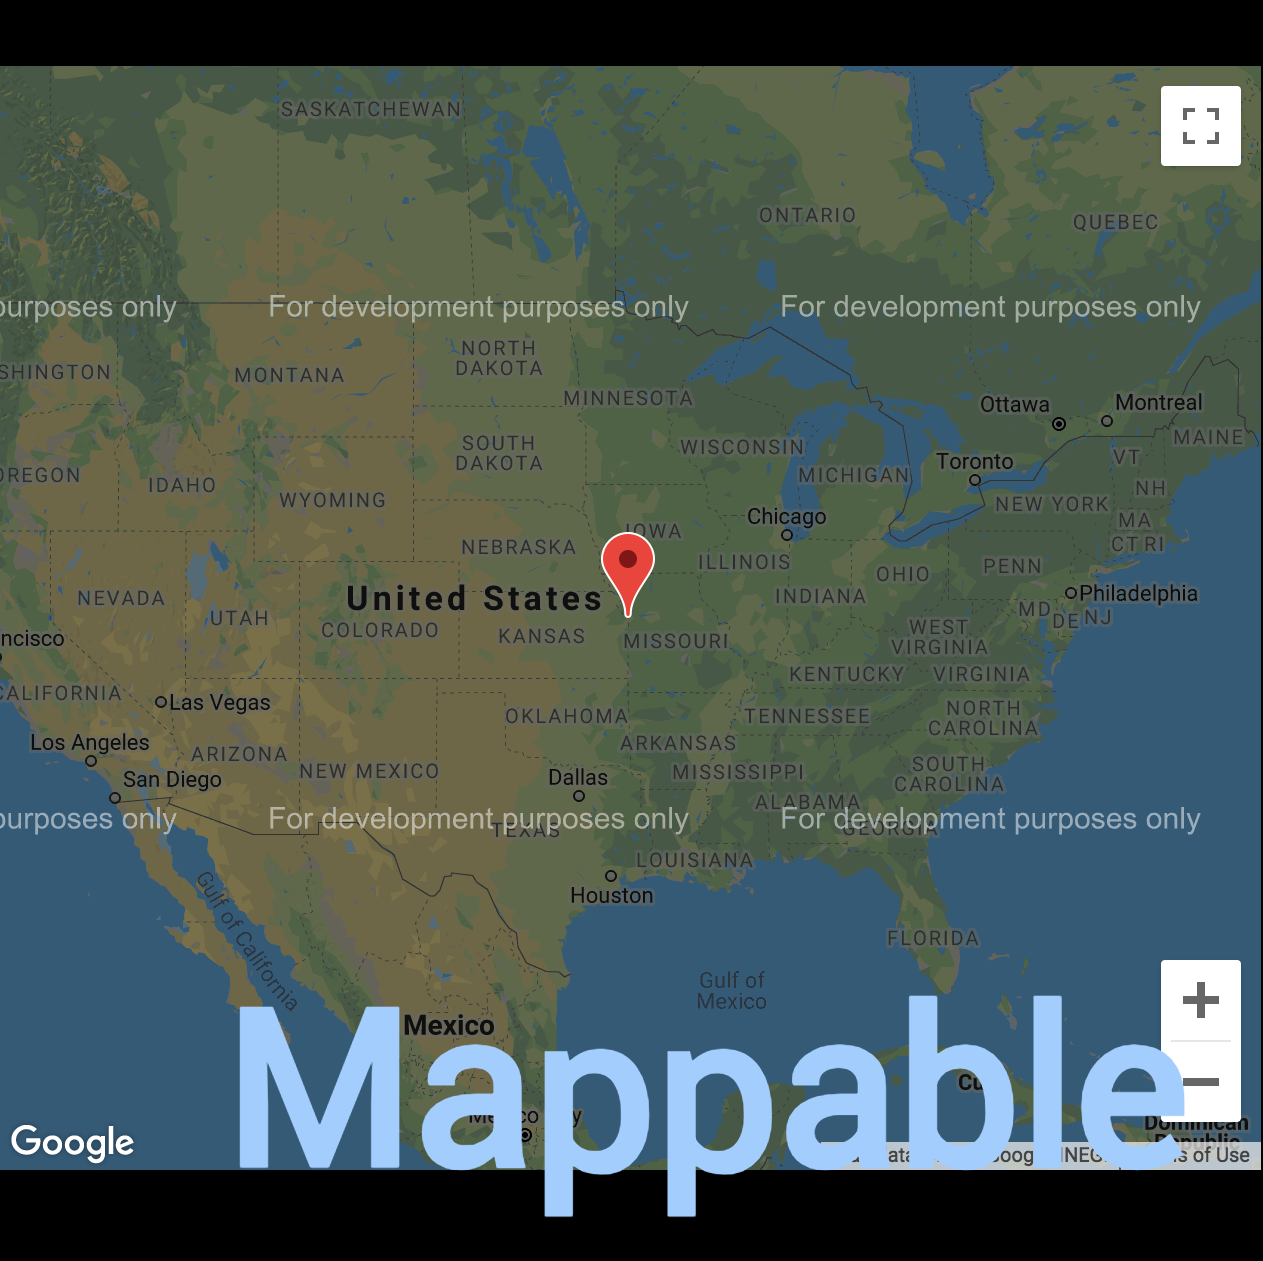 SASKATCHEWAN
ONTARIO
QUEBEC
purposes only For development purposes only For development purposes only
NORTH
DAKOTA
MONTANA
MINNESOTA
Ottawa
Montreal
MAINE
WISCONSIN
VT
SOUTH
DAKOTA
MICHIGAN
Toronto
IDAHO
WYOMING
NH
NEW YORK
MA
Chicago
CT RI
IOWA
NEBRASKA
ILLINOIS
OHIO
PENN
INDIANA
Philadelphia
NEVADA
United States
MD
DE NJ
UTAH
COLORADO
KANSAS
MISSOURI
WEST
VIRGINIA
KENTUCKY
VIRGINIA
CALIFORNIA
Las Vegas
OKLAHOMA
TENNESSEE
NORTH
CAROLINA
Los Angeles
ARIZONA
NEW MEXICO
ARKANSAS
MISSISSIPPI
SOUTH
CAROLINA
San Diego
Dallas
ALABAMA
purposes only For development purposes only For development purposes only
TEXAS
GEORGIA
LOUISIANA
Houston
Gulf of California
FLORIDA
Gulf of
Mexico
Mexico
Mappable
Google
Dominican
Republic
of Use